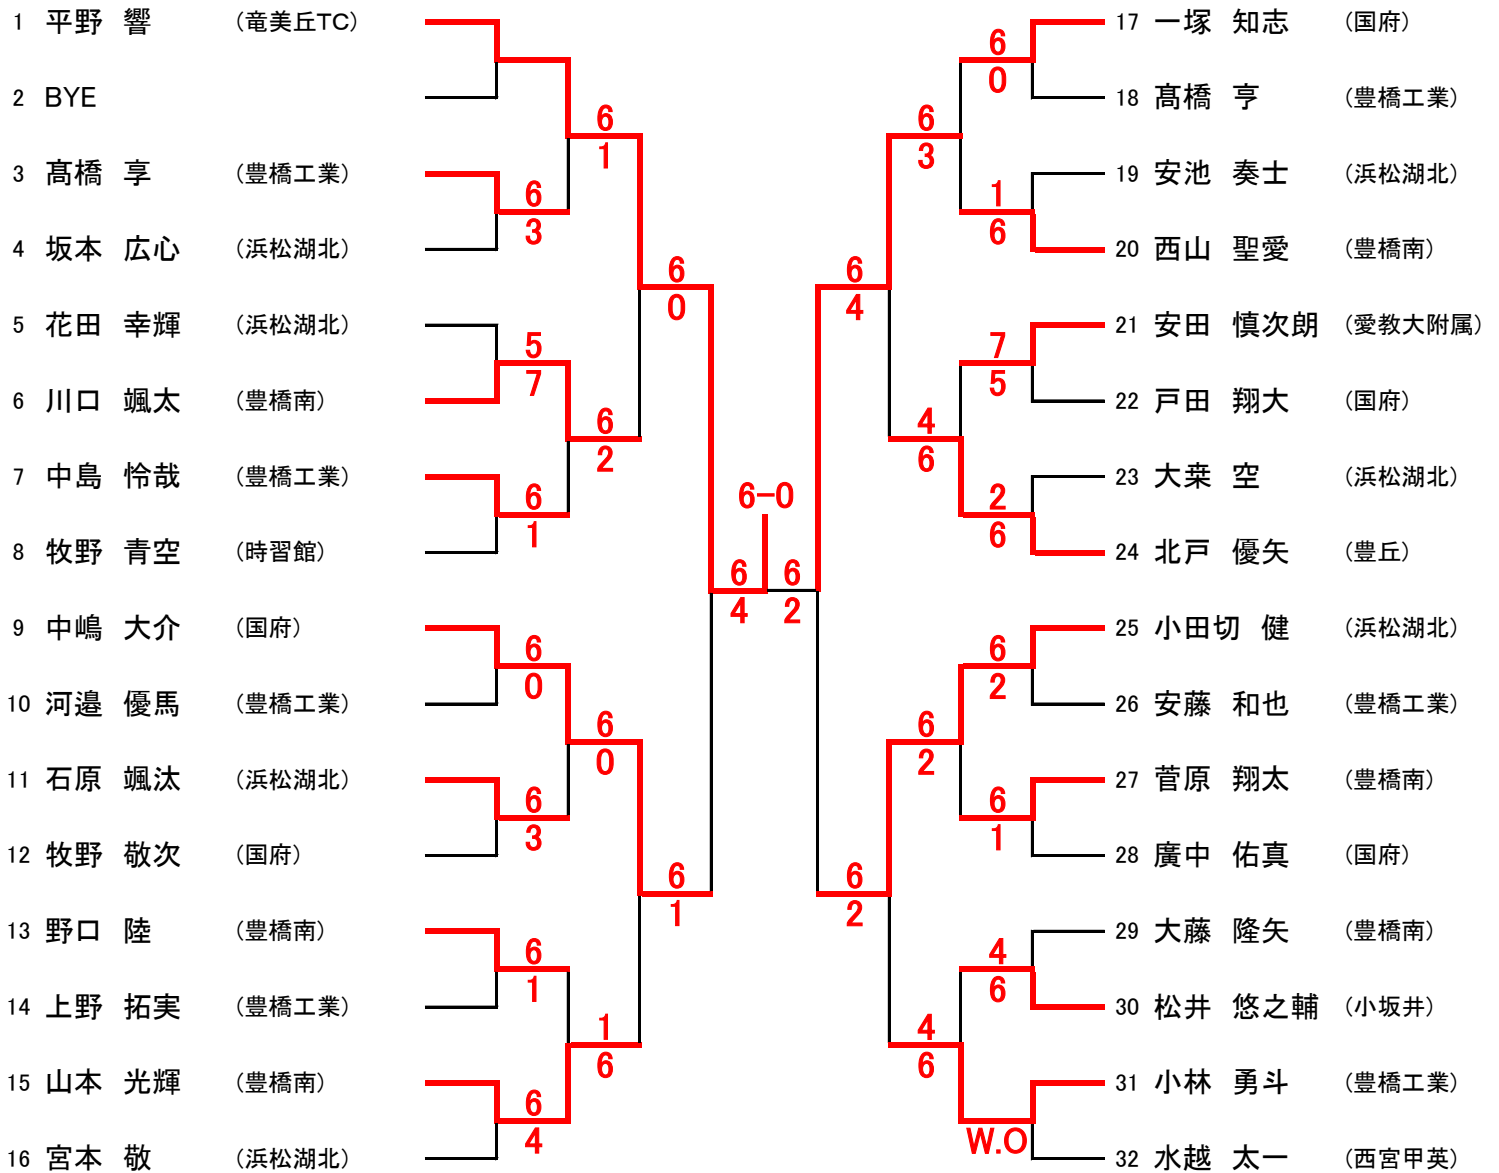 1 平野 響 (竜美丘TC)
2 BYE
3 髙橋 享 (豊橋工業)
4 坂本 広心 (浜松湖北)
5 花田 幸輝 (浜松湖北)
6 川口 颯太 (豊橋南)
7 中島 怜哉 (豊橋工業)
8 牧野 青空 (時習館)
9 中嶋 大介 (国府)
10 河邉 優馬 (豊橋工業)
11 石原 颯汰 (浜松湖北)
12 牧野 敬次 (国府)
13 野口 陸 (豊橋南)
14 上野 拓実 (豊橋工業)
15 山本 光輝 (豊橋南)
16 宮本 敬 (浜松湖北)
6
3
5
7
6
1
6
0
6
3
6
1
6
4
6
1
6
2
6
0
1
6
6
0
6
1
6
4
6-0
6
2
6
4
6
2
6
3
4
6
6
2
4
6
6
0
1
6
7
5
2
6
6
2
6
1
4
6
W.O
17 一塚 知志 (国府)
18 髙橋 亨 (豊橋工業)
19 安池 奏士 (浜松湖北)
20 西山 聖愛 (豊橋南)
21 安田 慎次朗 (愛教大附属)
22 戸田 翔大 (国府)
23 大桒 空 (浜松湖北)
24 北戸 優矢 (豊丘)
25 小田切 健 (浜松湖北)
26 安藤 和也 (豊橋工業)
27 菅原 翔太 (豊橋南)
28 廣中 佑真 (国府)
29 大藤 隆矢 (豊橋南)
30 松井 悠之輔 (小坂井)
31 小林 勇斗 (豊橋工業)
32 水越 太一 (西宮甲英)